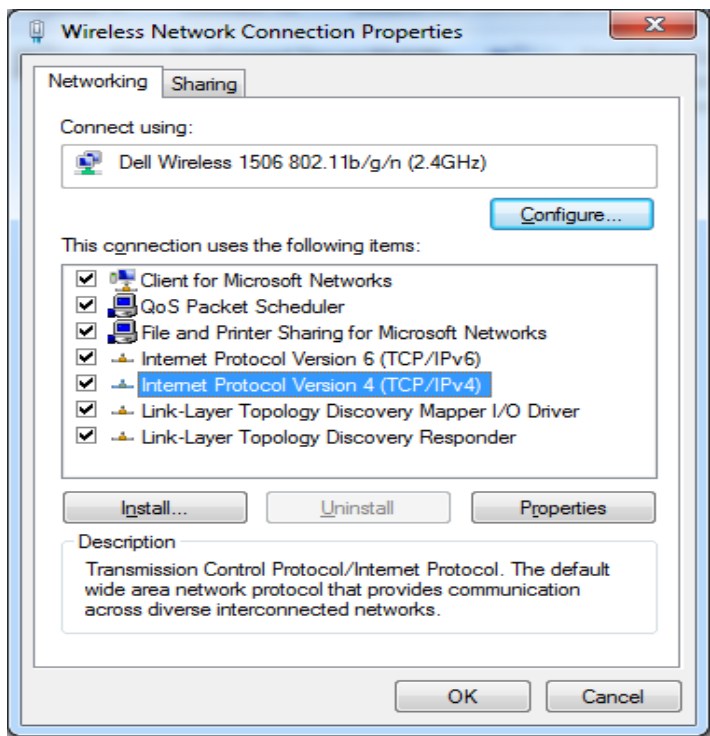 Wireless Network Connection Properties
Networking Sharing
Connect using:
Dell Wireless 1506 802.11b/g/n (2.4GHz)
Configure...
This connection uses the following items:
Client for Microsoft Networks
QoS Packet Scheduler
File and Printer Sharing for Microsoft Networks
Internet Protocol Version 6 (TCP/IPv6)
Internet Protocol Version 4 (TCP/IPv4)
Link-Layer Topology Discovery Mapper I/O Driver
Link-Layer Topology Discovery Responder
Install... Uninstall Properties
Description
Transmission Control Protocol/Internet Protocol. The default
wide area network protocol that provides communication
across diverse interconnected networks.
OK Cancel